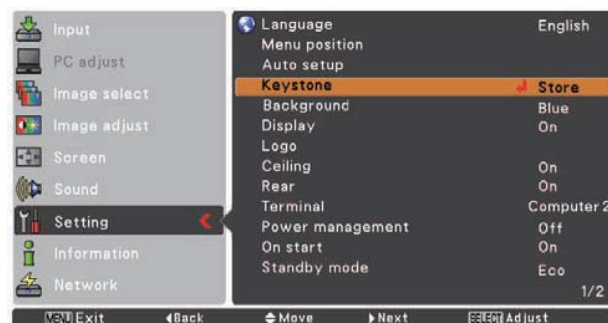 Input
PC adjust
Image select
Image adjust
Screen
Sound
Setting
Information
Network
Language English
Menu position
Auto setup
Keystone Store
Background Blue
Display On
Logo
Ceiling On
Rear On
Terminal Computer 2
Power management Off
On start On
Standby mode Eco
1/2
MENU Exit ◀Back Move ▶Next SELECT Adjust